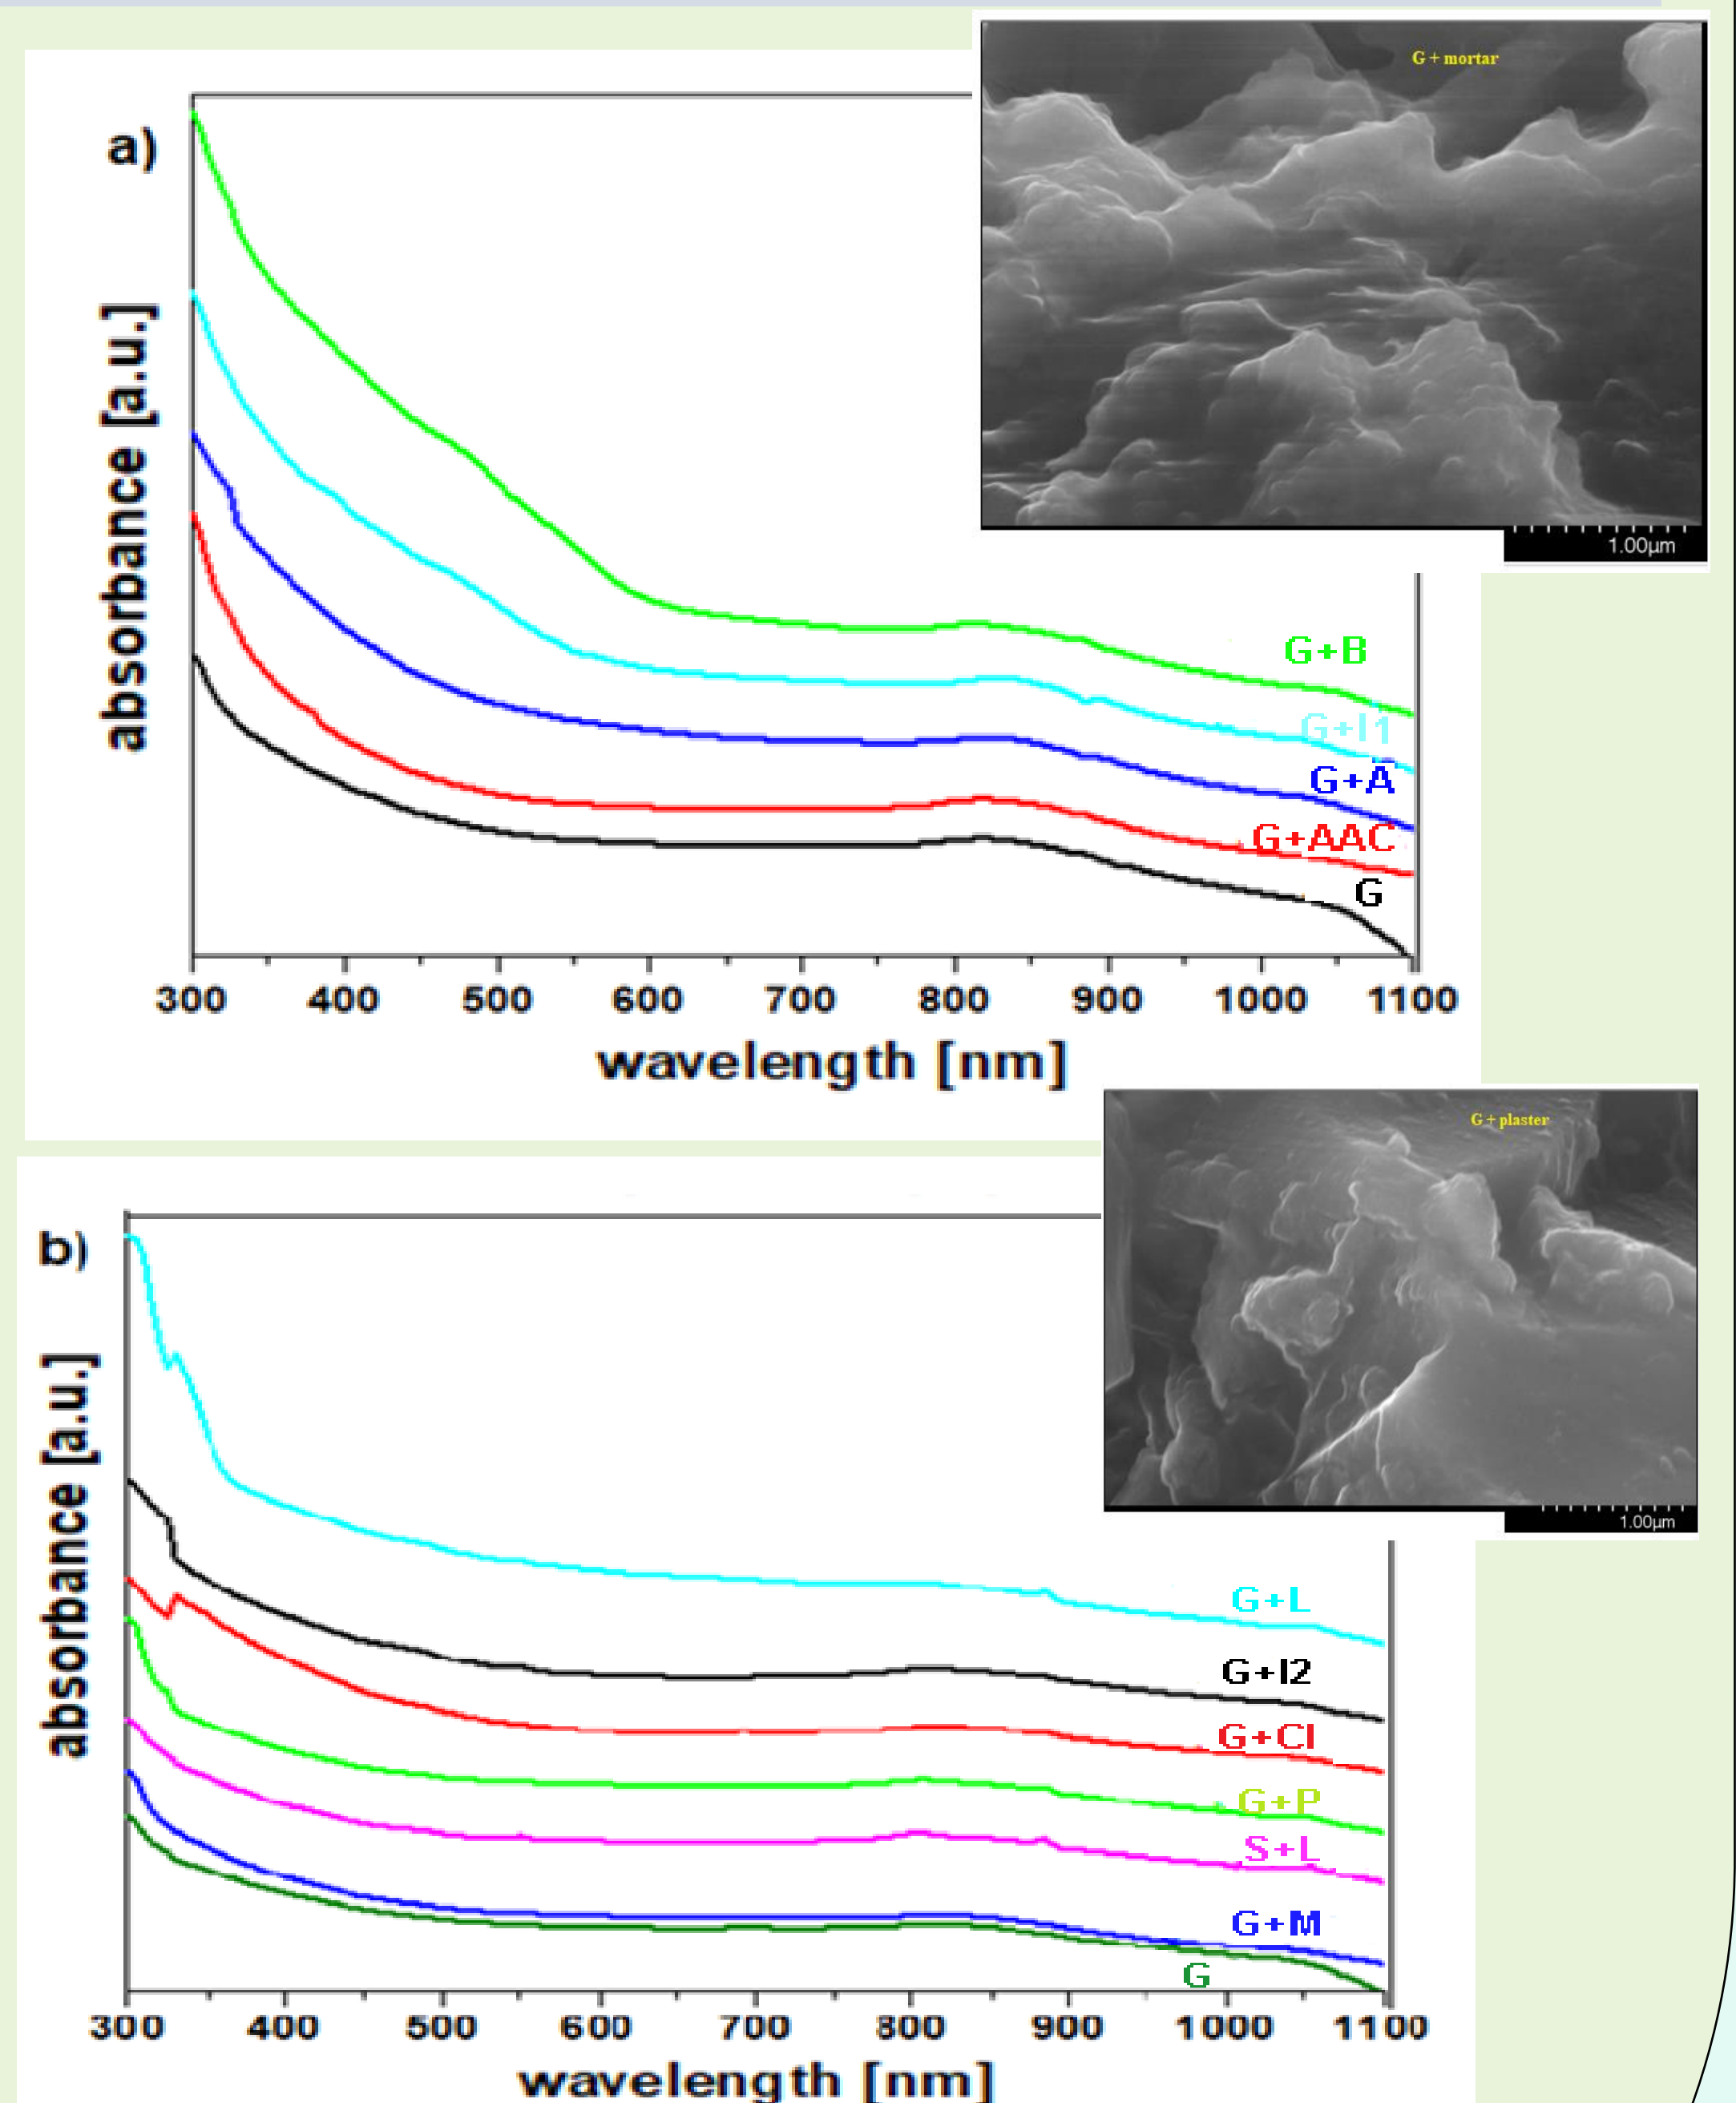 G + mortar
a)
absorbance [a.u.]
1.00µm
G+B
G+I1
G+A
G+AAC
G
300 400 500 600 700 800 900 1000 1100
wavelength [nm]
G + plaster
b)
absorbance [a.u.]
1.00µm
G+L
G+I2
G+CI
G+P
S+L
G+M
G
300 400 500 600 700 800 900 1000 1100
wavelength [nm]